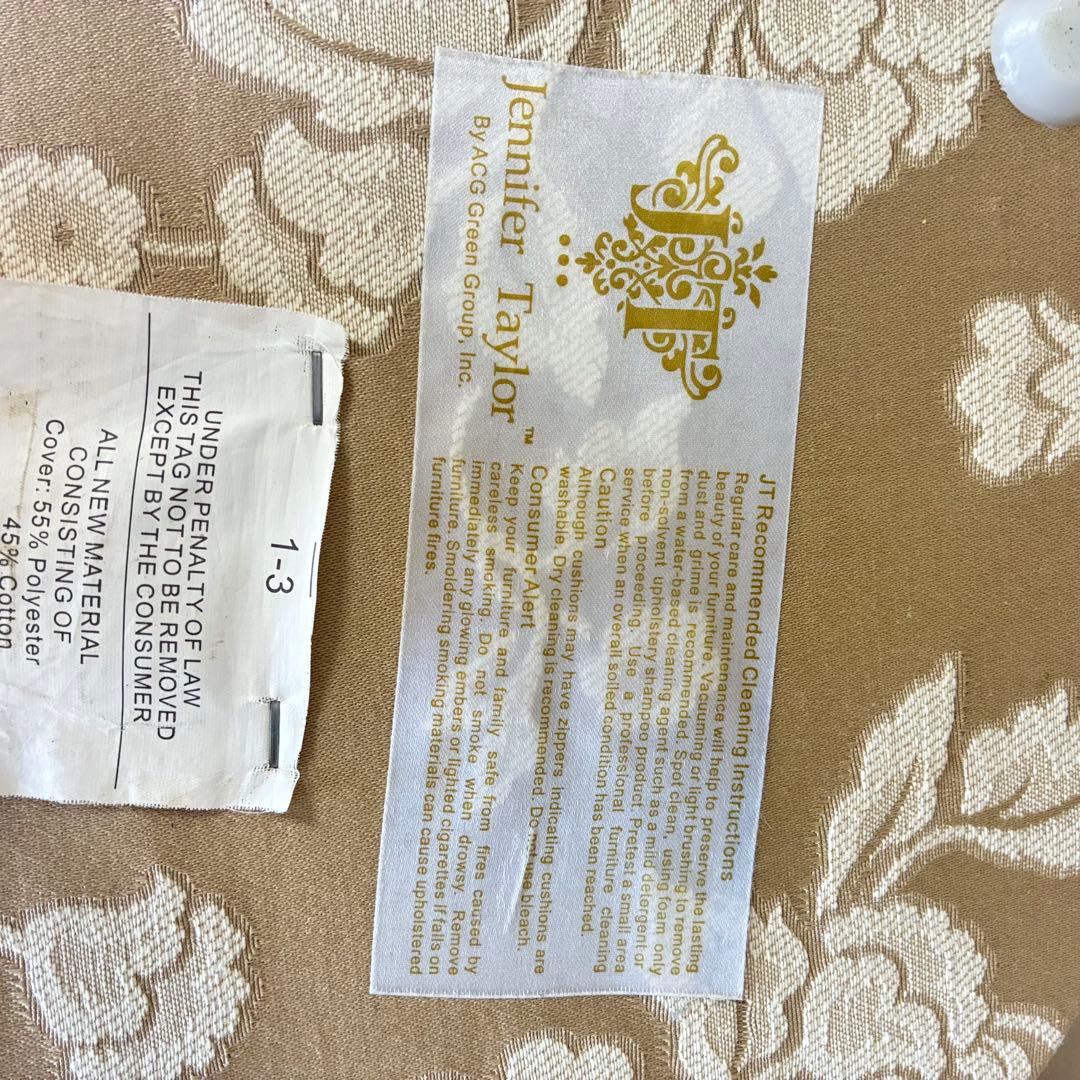 JT
Jennifer Taylor™
By ACG Green Group, Inc.
JT Recommended Cleaning Instructions
Regular care and maintenance will help to preserve the lasting
beauty of your furniture. Vacuuming or light brushing to remove
dust and grime is recommended. Spot clean, using foam only
from a water-based cleaning agent such as a mild detergent or
non-solvent upholstery shampoo product. Pretest a small area
before proceeding. Use a professional furniture cleaning
service when an overall soiled condition has been reached.
Caution
Although cushions may have zippers indicating cushions are
washable. Dry cleaning is recommended. Do not use bleach.
Consumer Alert
Keep your furniture and family safe from fires caused by
careless smoking. Do not smoke when drowsy. Remove
immediately any glowing embers or lighted cigarettes if falls on
furniture. Smoldering smoking materials can cause upholstered
furniture fires.
1-3
UNDER PENALTY OF LAW
THIS TAG NOT TO BE REMOVED
EXCEPT BY THE CONSUMER
ALL NEW MATERIAL
CONSISTING OF
Cover: 55% Polyester
45% Cotton